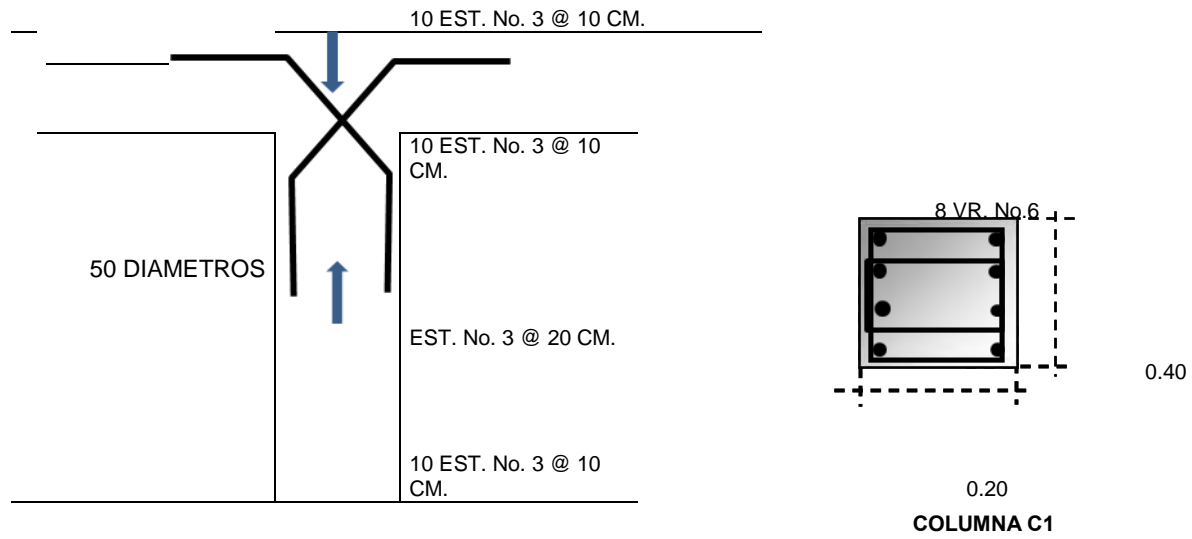 10 EST. No. 3 @ 10 CM.
10 EST. No. 3 @ 10
CM.
50 DIAMETROS
EST. No. 3 @ 20 CM.
10 EST. No. 3 @ 10
CM.
8 VR. No.6
0.40
0.20
COLUMNA C1